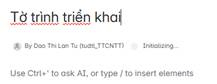 Tờ trình triển khai
By Dao Thi Lan Tu (tudtl_TTCNTT) Initializing...
Use Ctrl+' to ask AI, or type / to insert elements